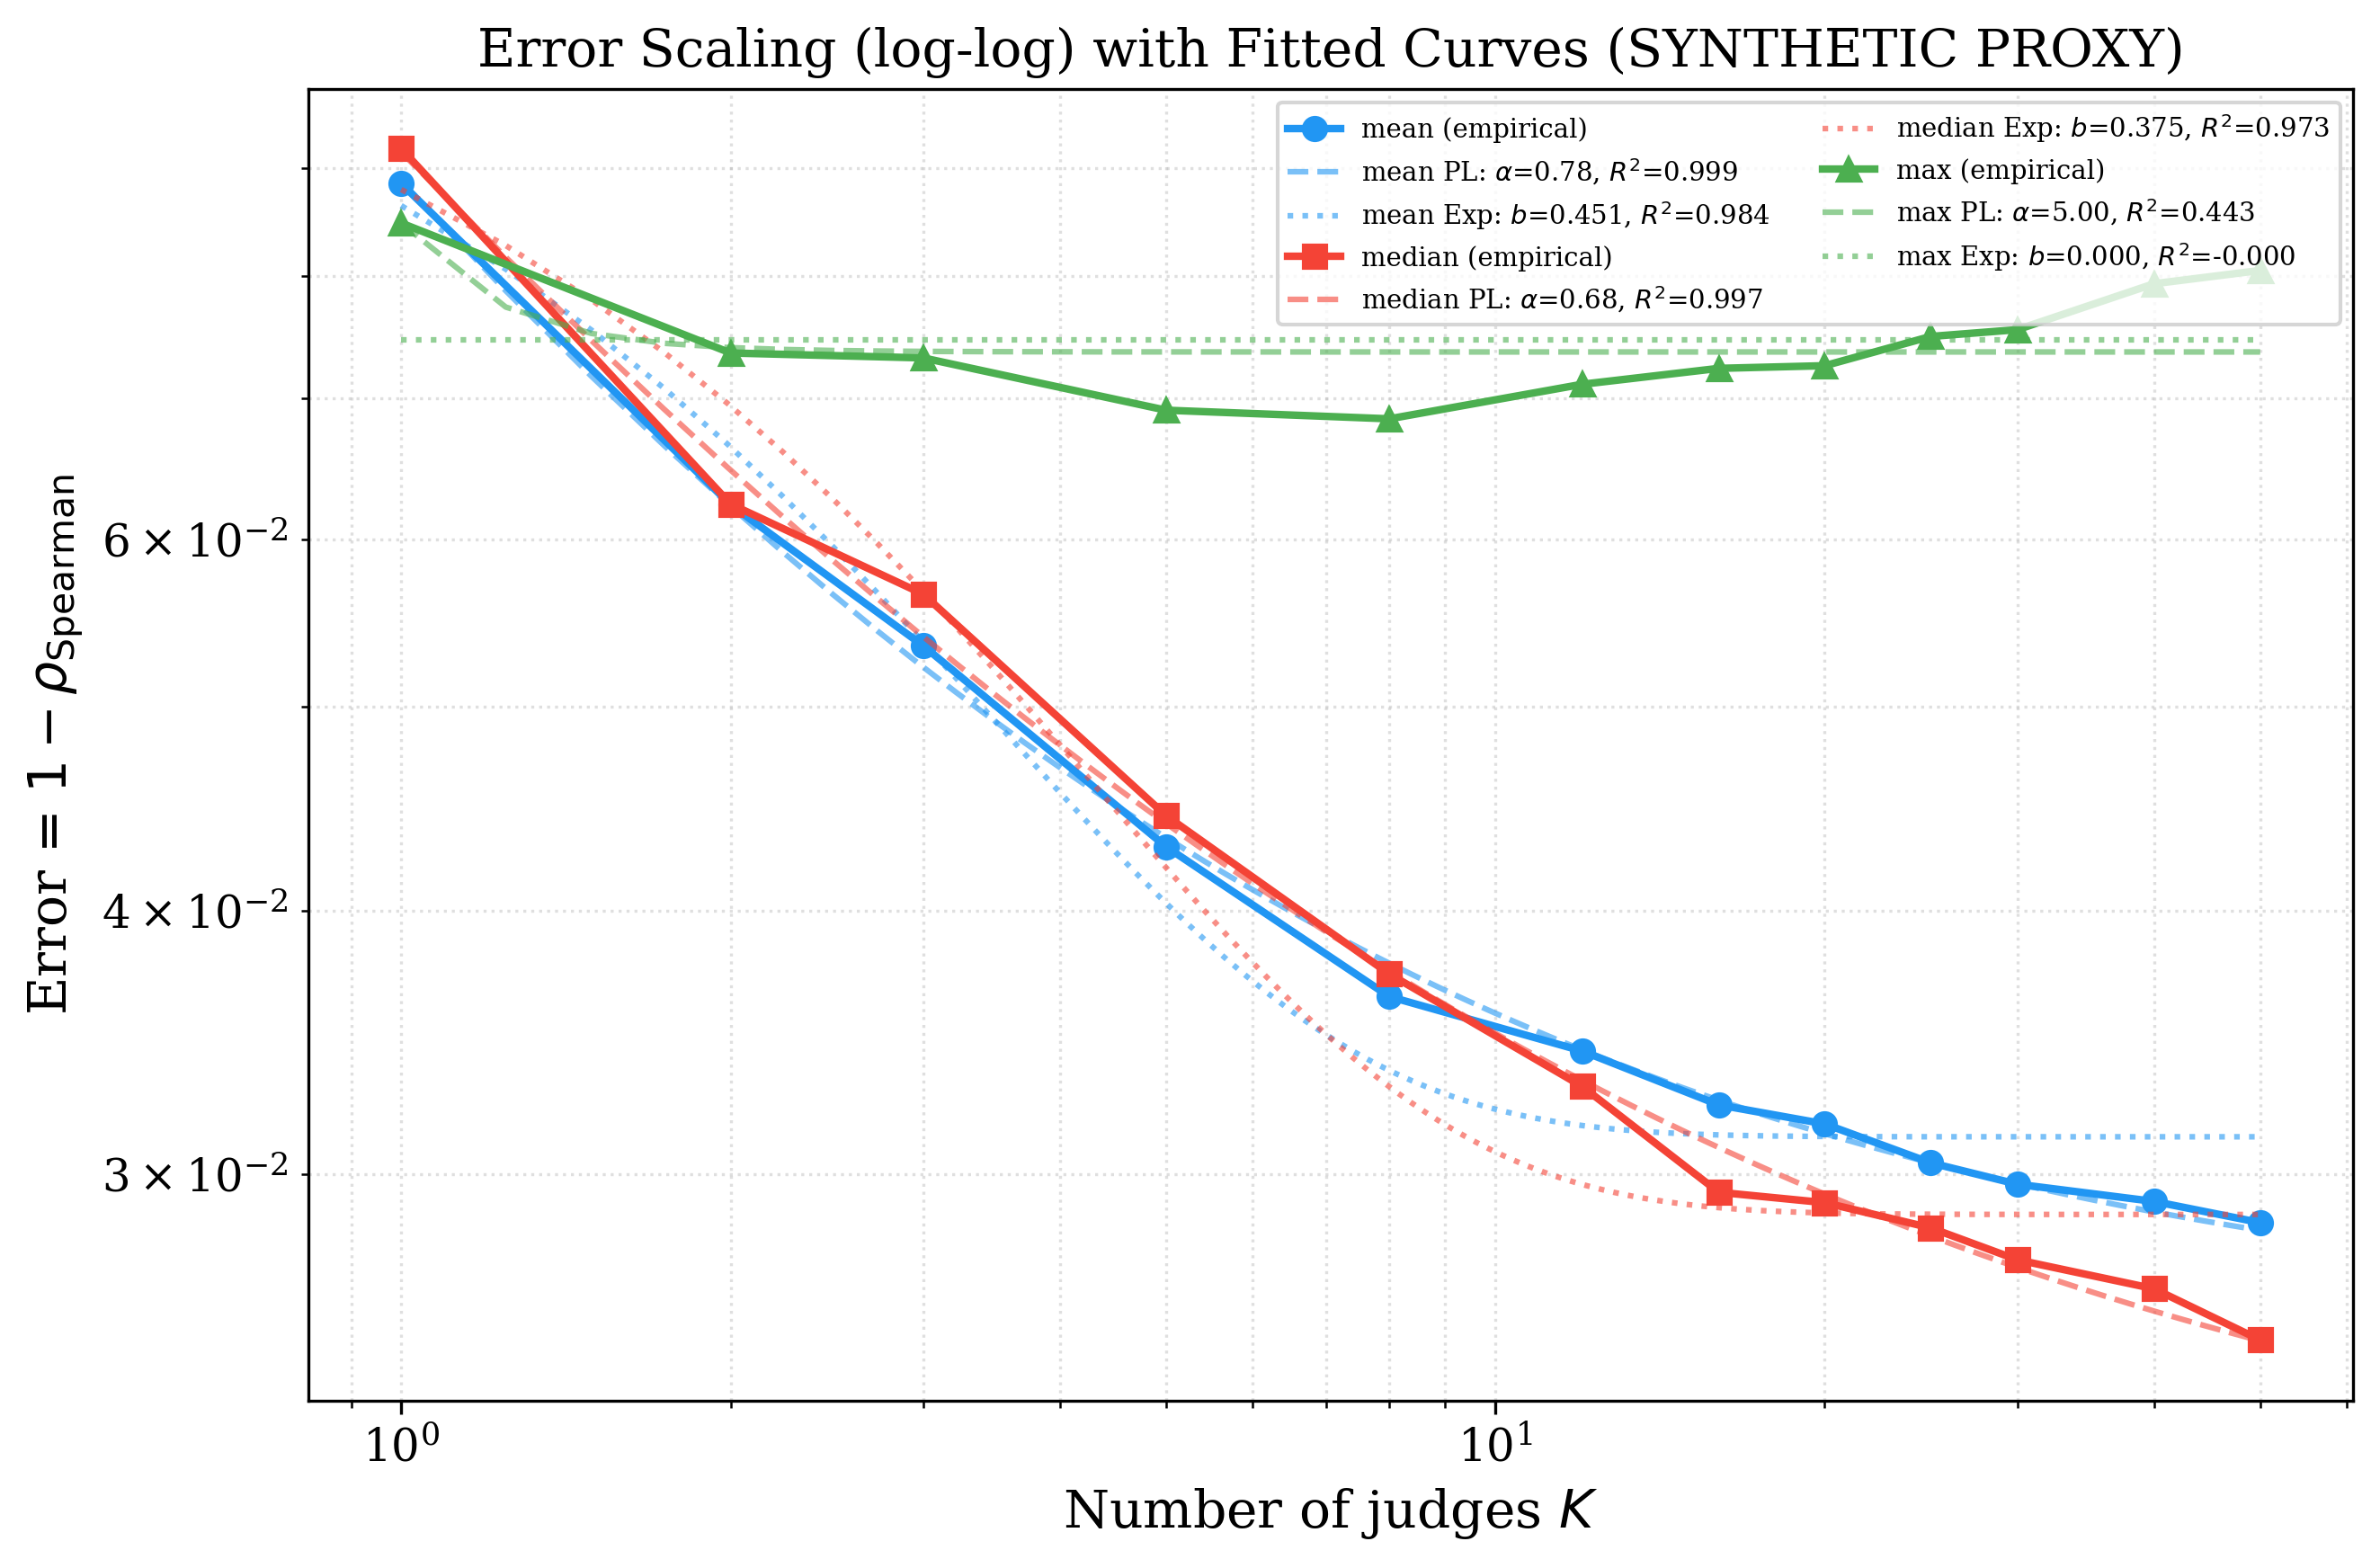 Error Scaling (log-log) with Fitted Curves (SYNTHETIC PROXY)
mean (empirical)
mean PL: α=0.78, R²=0.999
mean Exp: b=0.451, R²=0.984
median (empirical)
median PL: α=0.68, R²=0.997
median Exp: b=0.375, R²=0.973
max (empirical)
max PL: α=5.00, R²=0.443
max Exp: b=0.000, R²=-0.000
Error = 1 − ρ_Spearman
6 × 10⁻²
4 × 10⁻²
3 × 10⁻²
10⁰
10¹
Number of judges K